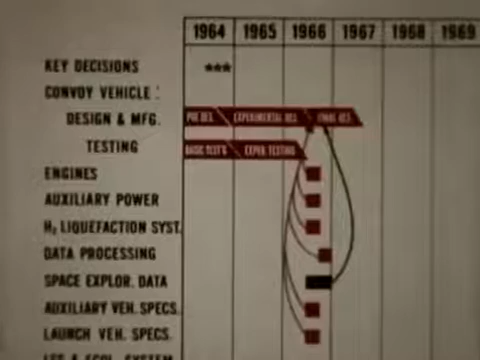 1964 1965 1966 1967 1968 1969
KEY DECISIONS ***
CONVOY VEHICLE:
DESIGN & MFG. PRE DES. EXPERIMENTAL DES. FINAL DES.
TESTING BASIC TEST'G EXPER. TESTING
ENGINES
AUXILIARY POWER
H₂ LIQUEFACTION SYST.
DATA PROCESSING
SPACE EXPLOR. DATA
AUXILIARY VEH. SPECS.
LAUNCH VEH. SPECS.